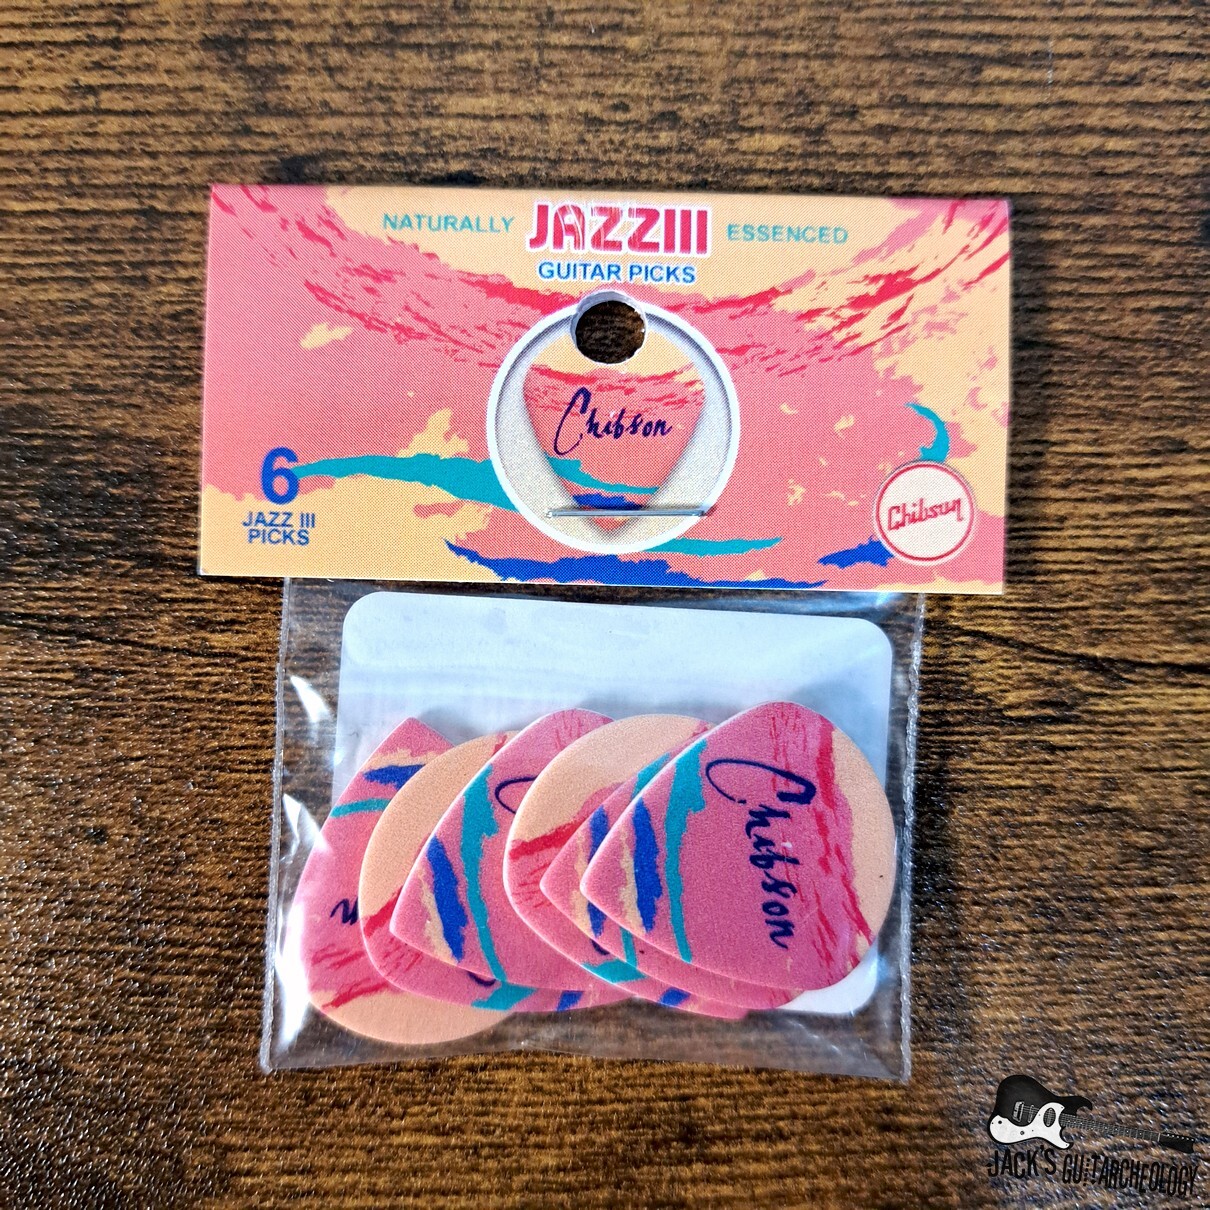 NATURALLY JAZZIII ESSENCED
GUITAR PICKS
Chibson
6
JAZZ III
PICKS
Chibson
Chibson
JACK'S GUITARCHEOLOGY